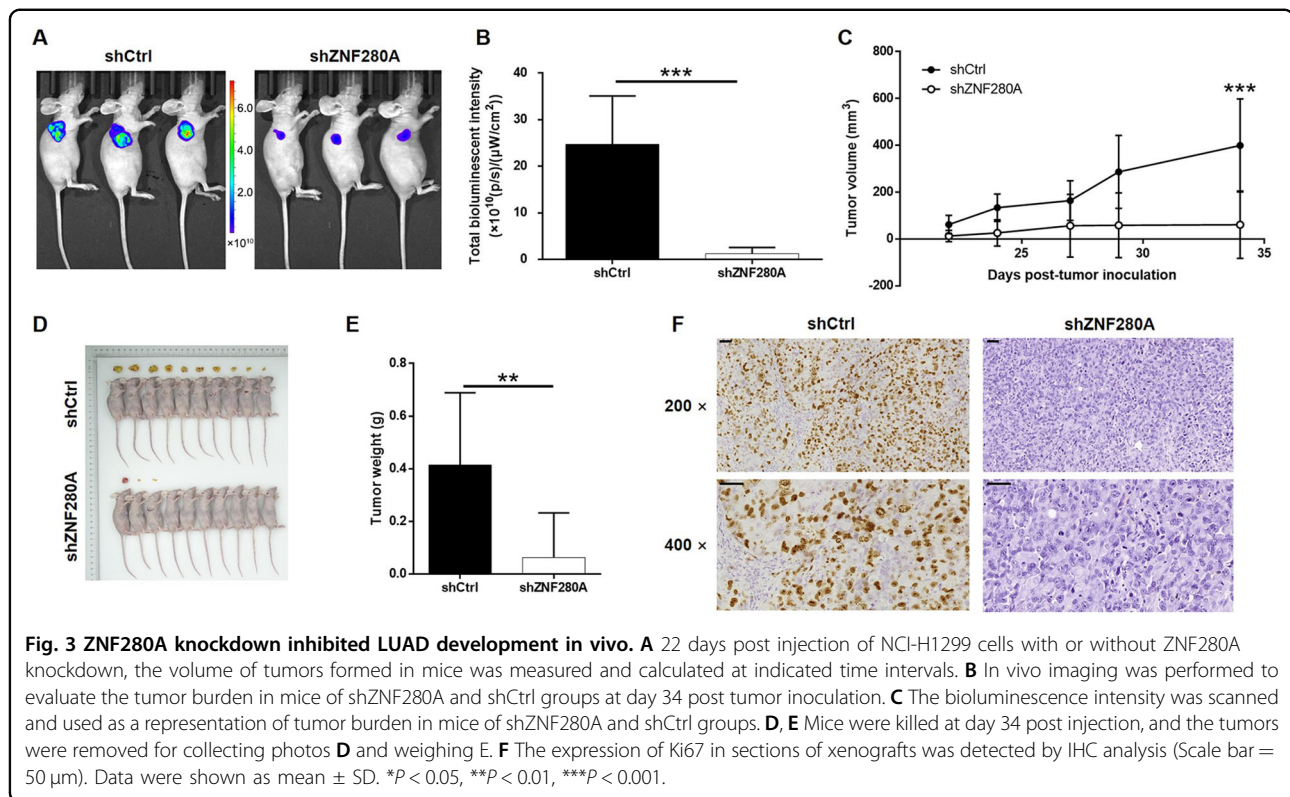 A
shCtrl
shZNF280A
6.0
4.0
2.0
×10¹⁰
B
Total bioluminescent intensity
(×10¹⁰(p/s)/(μW/cm²))
40
30
20
10
0
***
shCtrl
shZNF280A
C
Tumor volume (mm³)
800
600
400
200
0
-200
shCtrl
shZNF280A
***
25
30
35
Days post-tumor inoculation
D
shCtrl
shZNF280A
E
Tumor weight (g)
0.8
0.6
0.4
0.2
0.0
**
shCtrl
shZNF280A
F
shCtrl
shZNF280A
200 ×
400 ×
Fig. 3 ZNF280A knockdown inhibited LUAD development in vivo. A 22 days post injection of NCI-H1299 cells with or without ZNF280A
knockdown, the volume of tumors formed in mice was measured and calculated at indicated time intervals. B In vivo imaging was performed to
evaluate the tumor burden in mice of shZNF280A and shCtrl groups at day 34 post tumor inoculation. C The bioluminescence intensity was scanned
and used as a representation of tumor burden in mice of shZNF280A and shCtrl groups. D, E Mice were killed at day 34 post injection, and the tumors
were removed for collecting photos D and weighing E. F The expression of Ki67 in sections of xenografts was detected by IHC analysis (Scale bar =
50 μm). Data were shown as mean ± SD. *P < 0.05, **P < 0.01, ***P < 0.001.